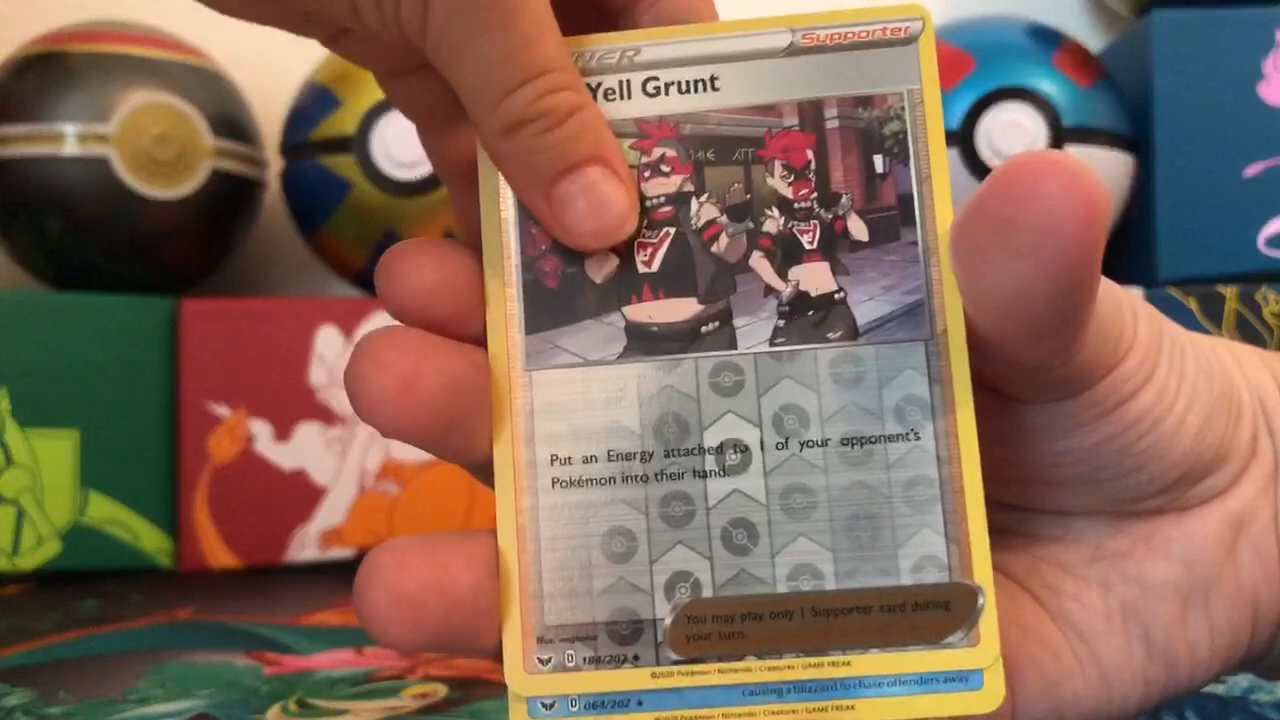 Supporter
Yell Grunt
Put an Energy attached to 1 of your opponent's
Pokémon into their hand.
You may play only 1 Supporter card during
your turn.
D 184/202
©2020 Pokémon / Nintendo / Creatures / GAME FREAK
causing a blizzard to chase offenders away.
D 064/202
Pokémon / Nintendo / Creatures / GAME FREAK